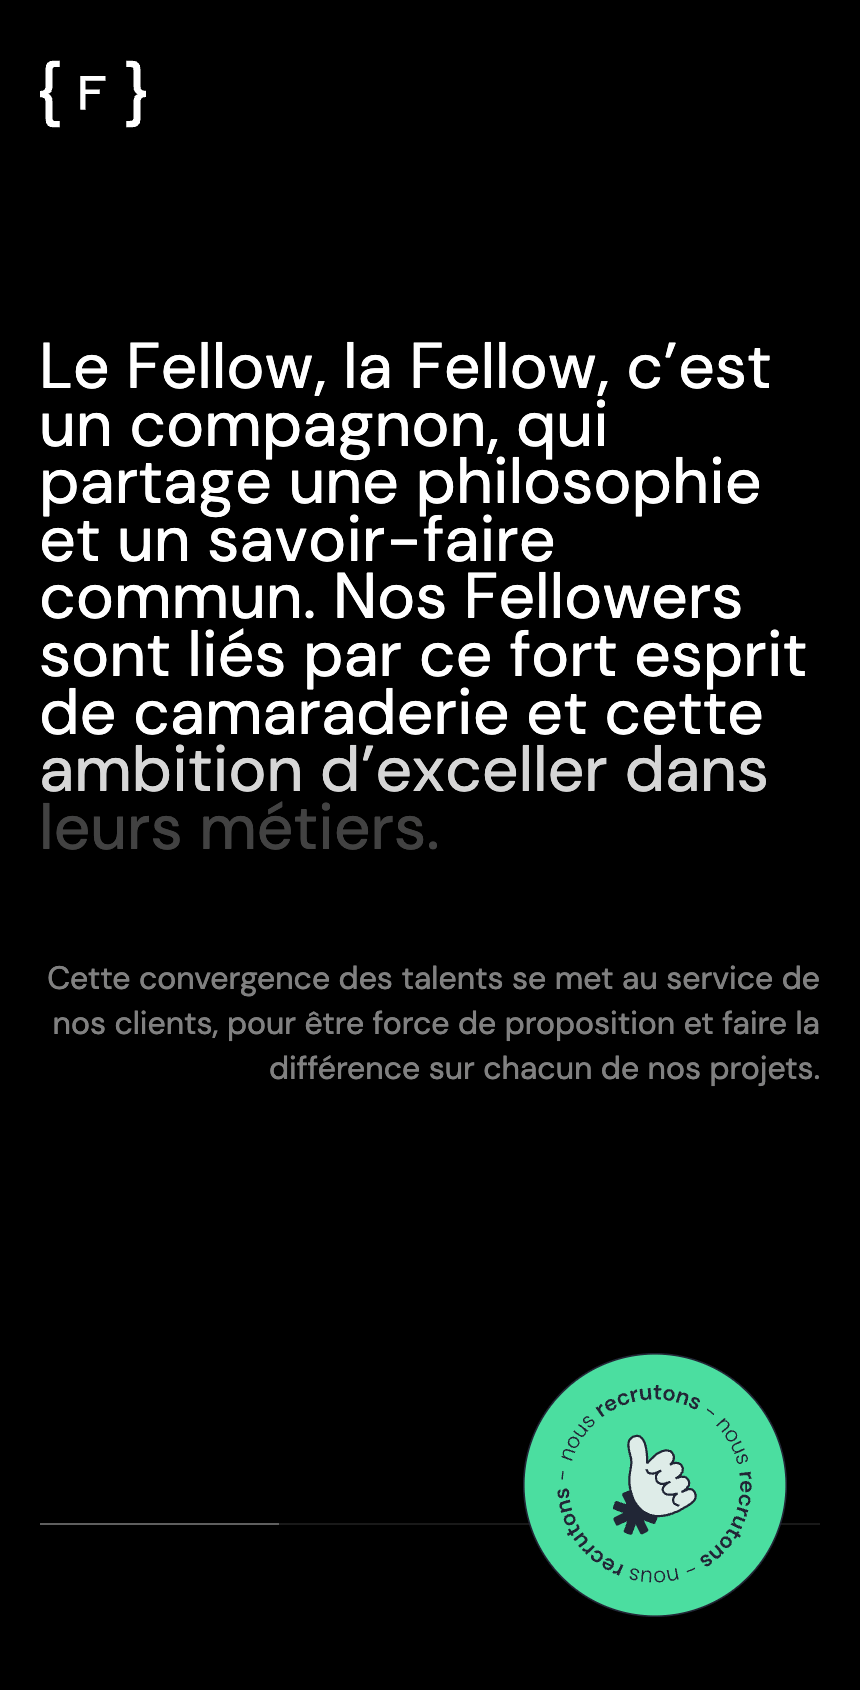 { F }
Le Fellow, la Fellow, c’est
un compagnon, qui
partage une philosophie
et un savoir-faire
commun. Nos Fellowers
sont liés par ce fort esprit
de camaraderie et cette
ambition d’exceller dans
leurs métiers.
Cette convergence des talents se met au service de
nos clients, pour être force de proposition et faire la
différence sur chacun de nos projets.
nous recrutons - nous recrutons - nous recrutons -